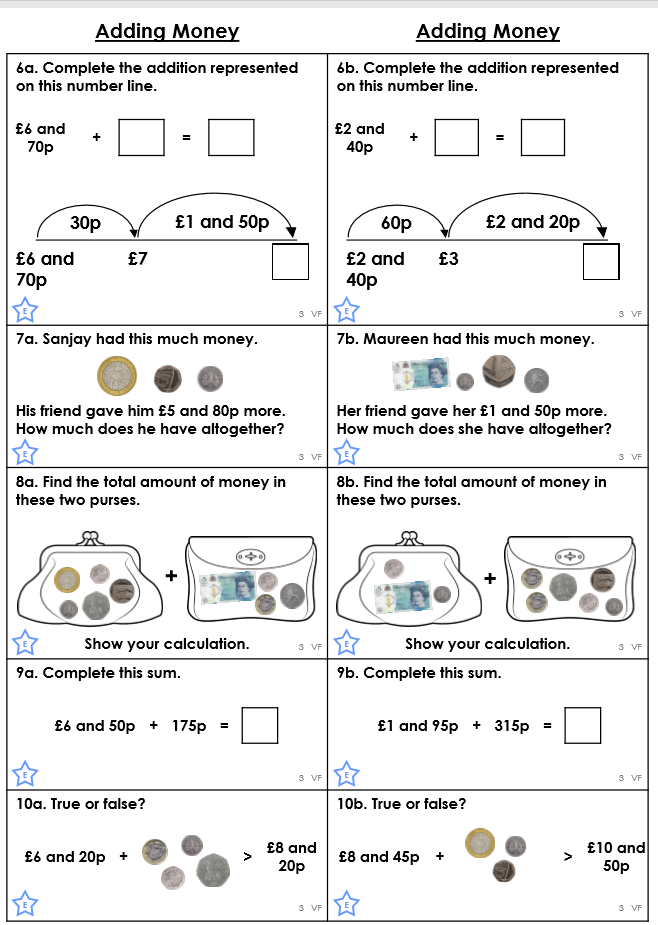 Adding Money
Adding Money
6a. Complete the addition represented
on this number line.
£6 and
70p
+
=
30p
£1 and 50p
£6 and
70p
£7
E
3 VF
6b. Complete the addition represented
on this number line.
£2 and
40p
+
=
60p
£2 and 20p
£2 and
40p
£3
E
3 VF
7a. Sanjay had this much money.
His friend gave him £5 and 80p more.
How much does he have altogether?
E
3 VF
7b. Maureen had this much money.
Her friend gave her £1 and 50p more.
How much does she have altogether?
E
3 VF
8a. Find the total amount of money in
these two purses.
+
Show your calculation.
E
3 VF
8b. Find the total amount of money in
these two purses.
+
Show your calculation.
E
3 VF
9a. Complete this sum.
£6 and 50p + 175p =
E
3 VF
9b. Complete this sum.
£1 and 95p + 315p =
E
3 VF
10a. True or false?
£6 and 20p +
>
£8 and
20p
E
3 VF
10b. True or false?
£8 and 45p +
>
£10 and
50p
E
3 VF